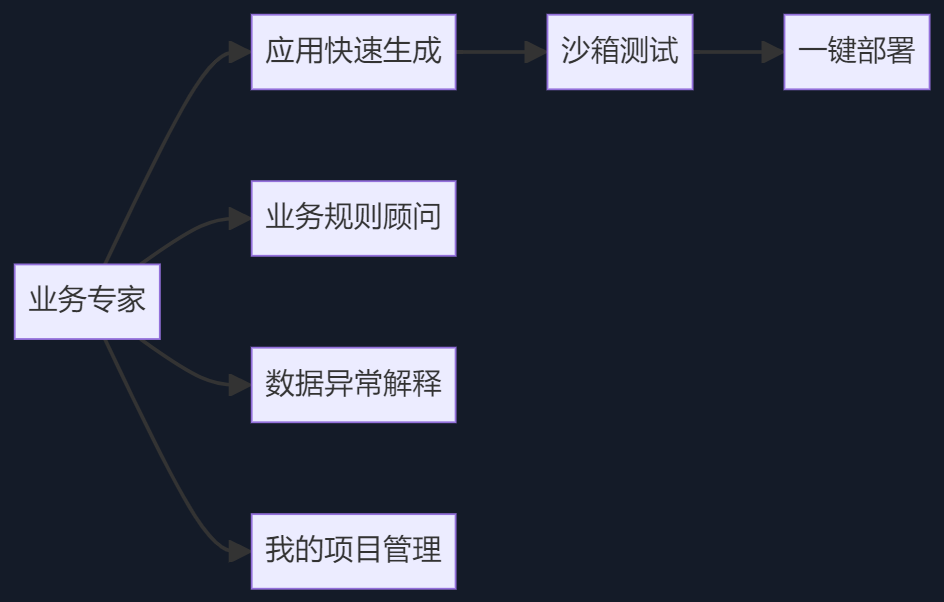 应用快速生成
沙箱测试
一键部署
业务规则顾问
业务专家
数据异常解释
我的项目管理